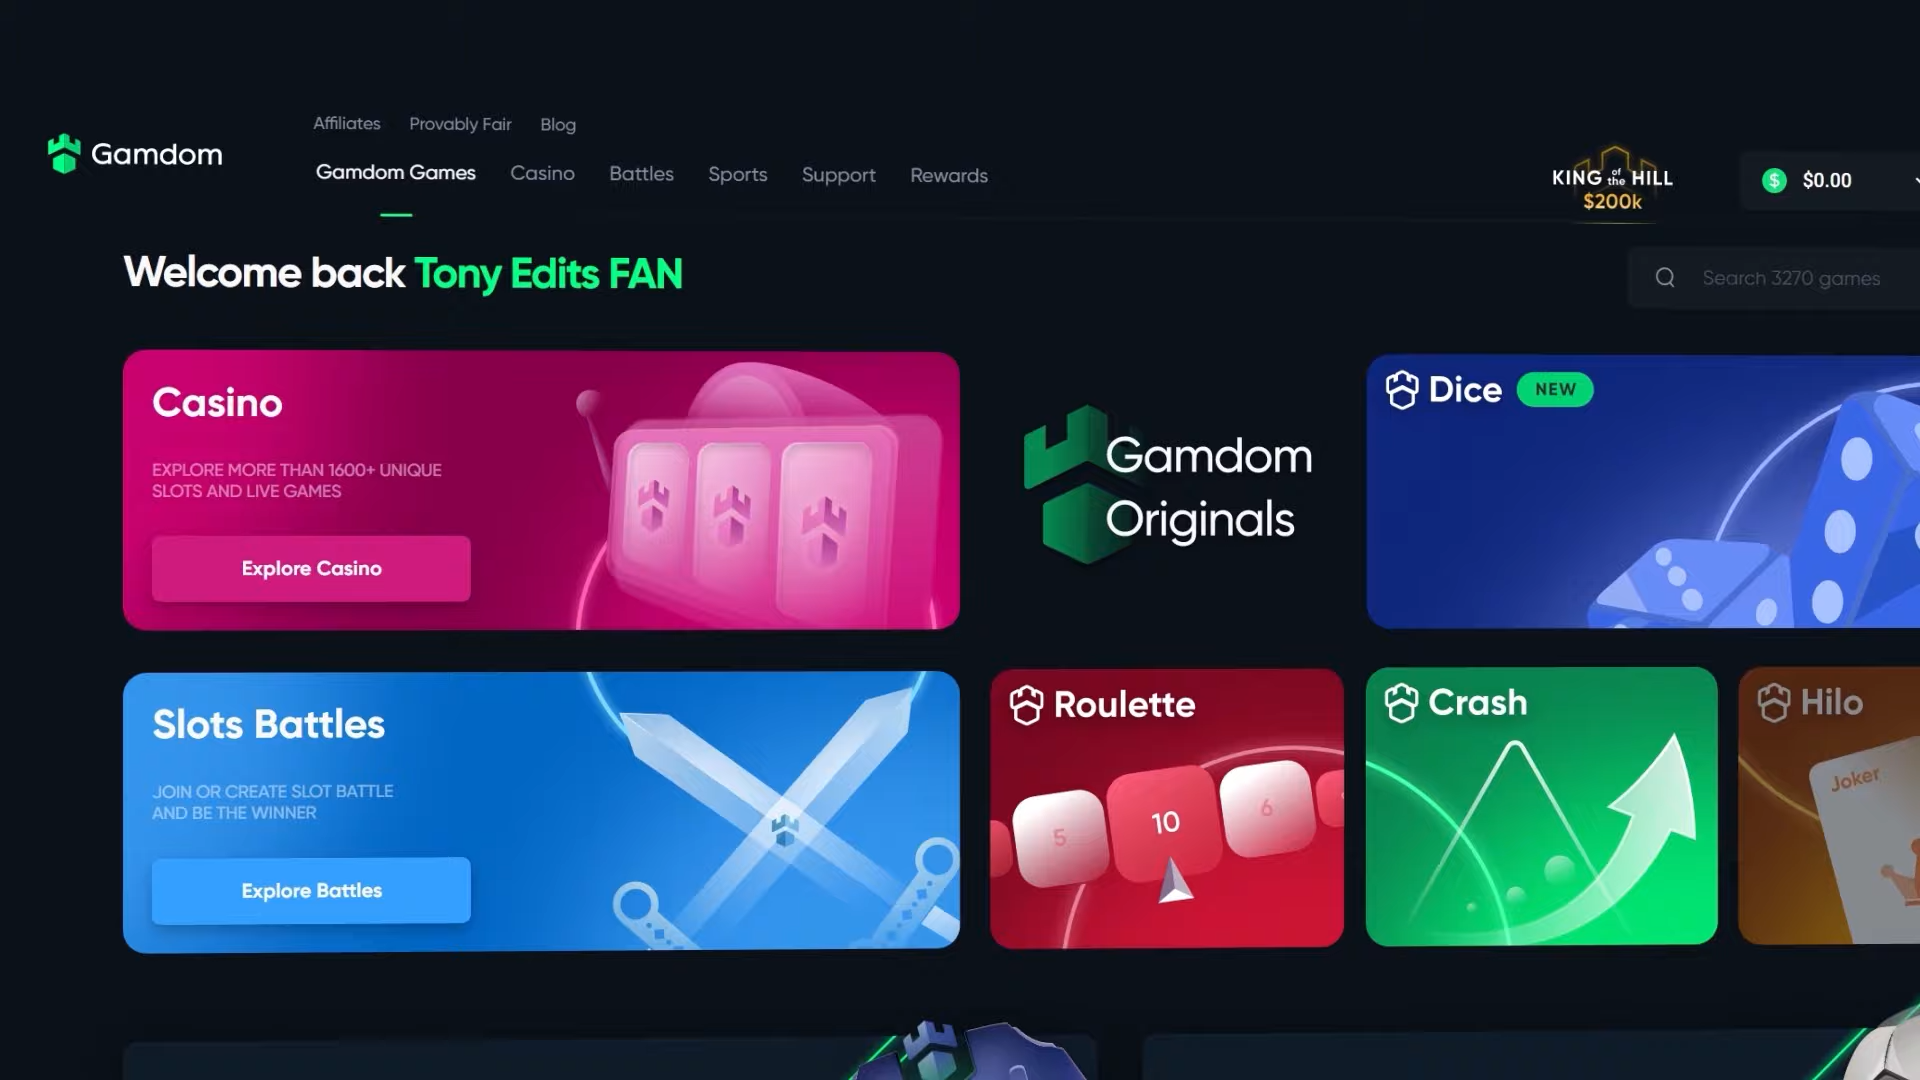 Affiliates Provably Fair Blog
Gamdom
Gamdom Games Casino Battles Sports Support Rewards
KING of the HILL
$200k
$ $0.00
Welcome back Tony Edits FAN
Search 3270 games
Casino
EXPLORE MORE THAN 1600+ UNIQUE
SLOTS AND LIVE GAMES
Explore Casino
Gamdom
Originals
Dice NEW
Slots Battles
JOIN OR CREATE SLOT BATTLE
AND BE THE WINNER
Explore Battles
Roulette
5 10 6
Crash
Hilo
Joker